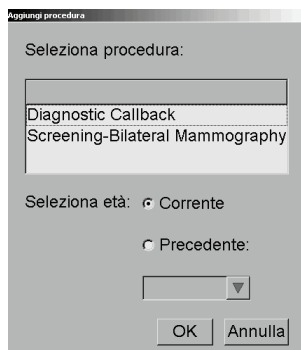 Aggiungi procedura
Seleziona procedura:
Diagnostic Callback
Screening-Bilateral Mammography
Seleziona età: Corrente
Precedente:
OK Annulla